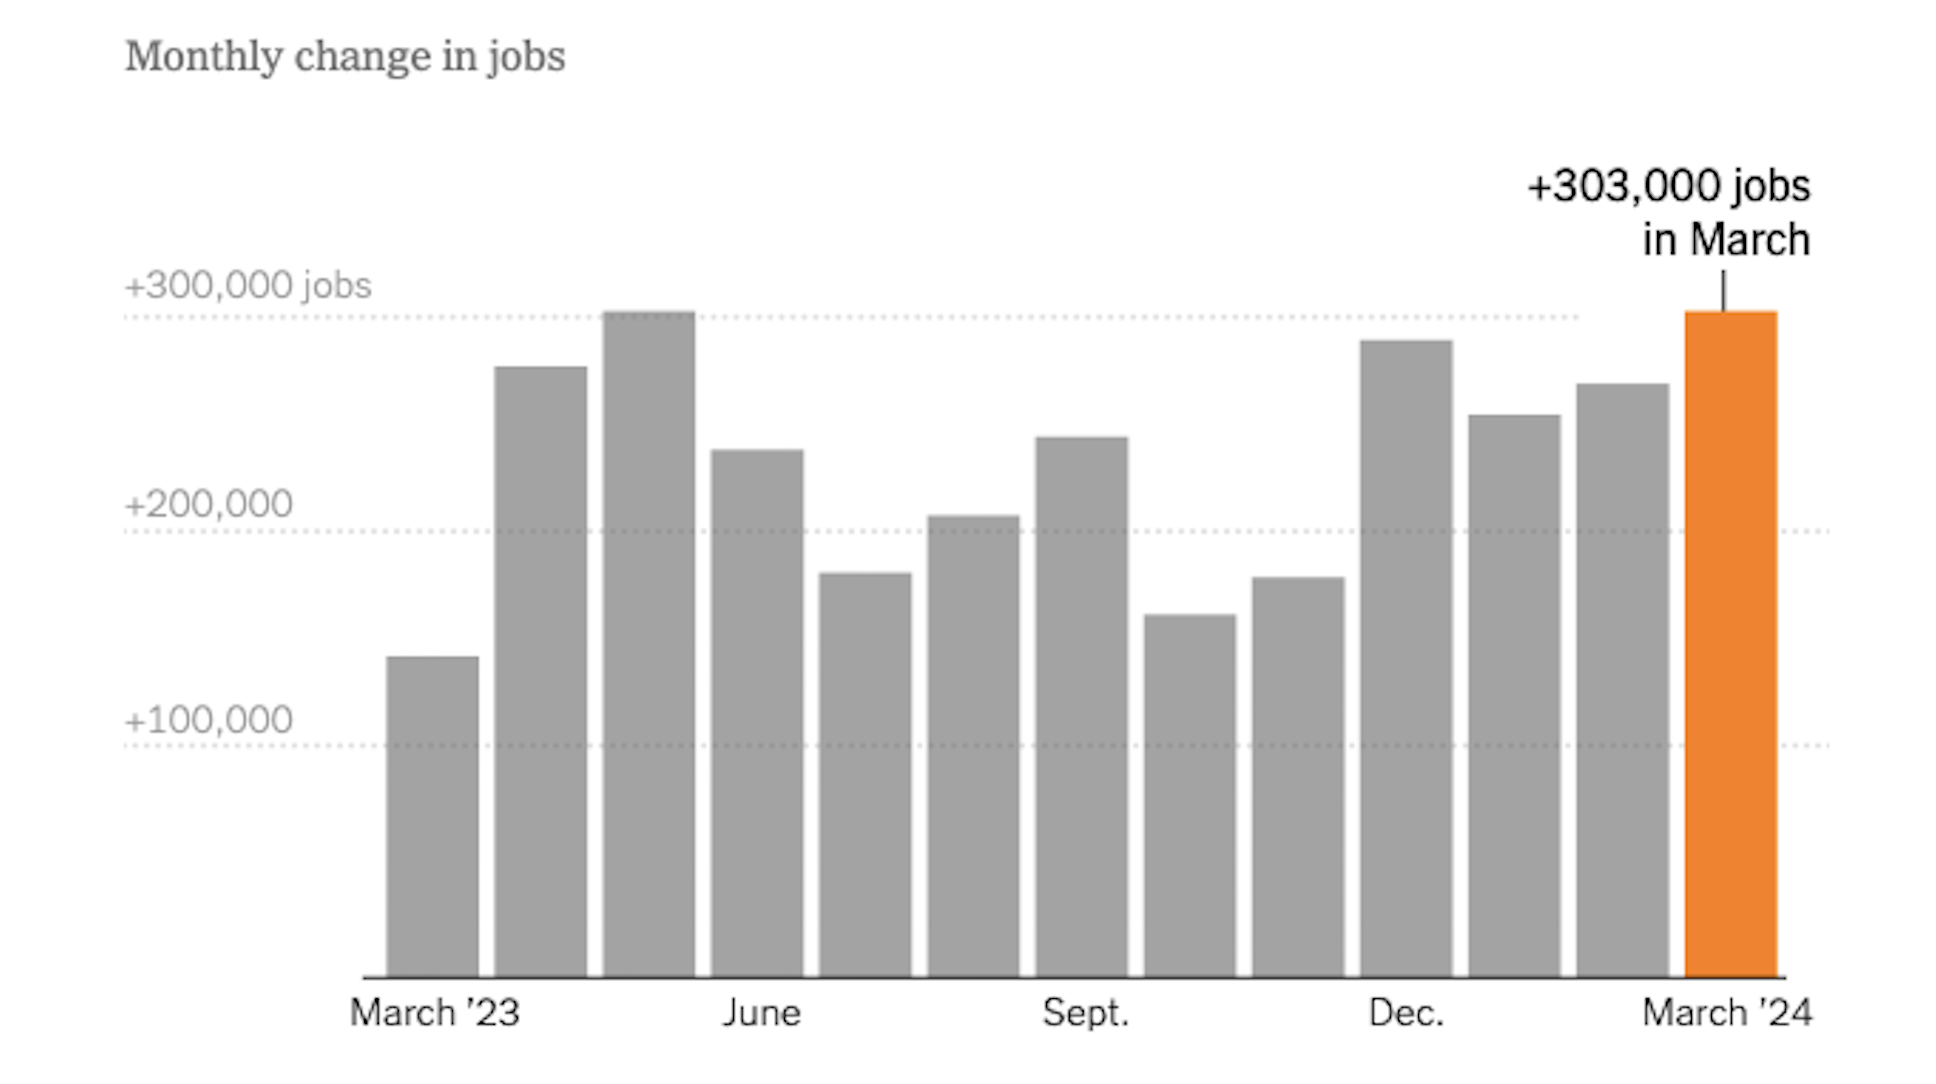 Monthly change in jobs
+303,000 jobs
in March
+300,000 jobs
+200,000
+100,000
March ’23
June
Sept.
Dec.
March ’24